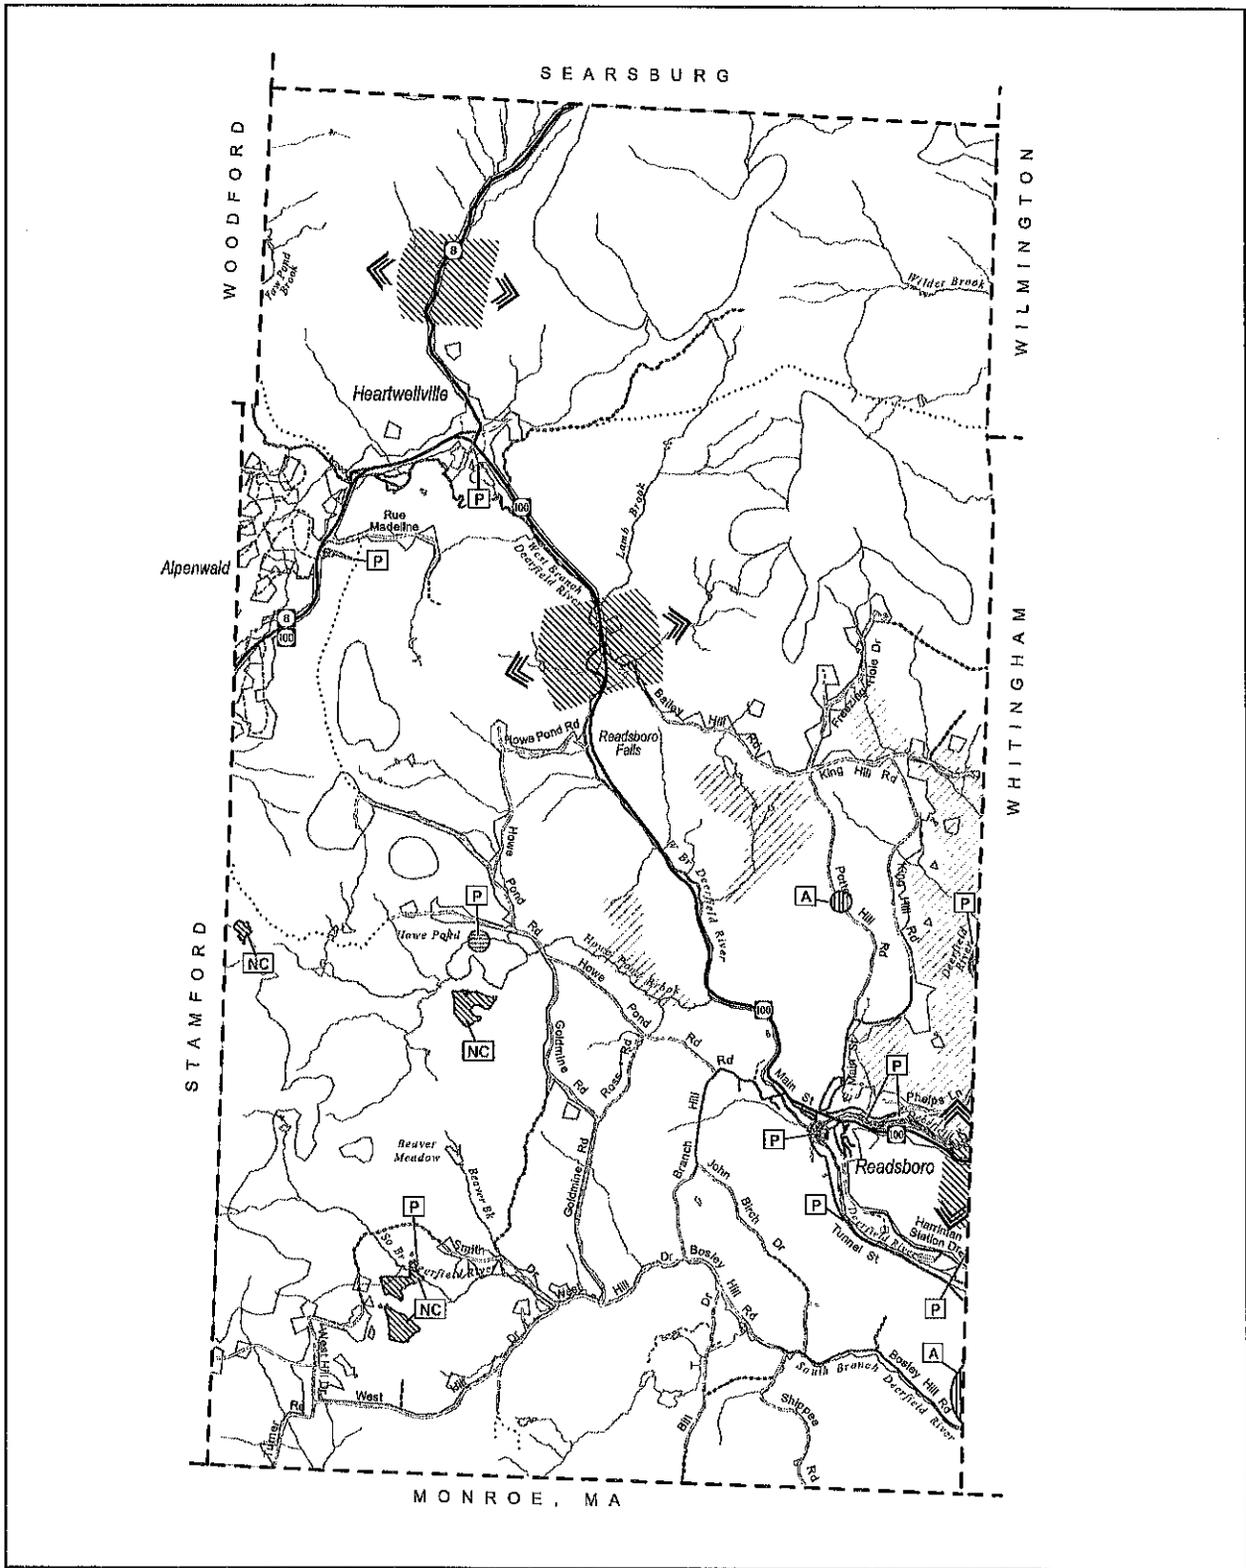 SEARSBURG
WOODFORD
WILMINGTON
8
Yaw Pond
Brook
Wilder Brook
Heartwellville
P
100
Rue
Madeline
P
Lamb Brook
West Branch
Deerfield River
Alpenwald
8
100
WHITINGHAM
Freezing Hole Dr
Bailey Hill Rd
Howe Pond Rd
Readsboro
Falls
King Hill Rd
Howe Pond Rd
W Br Deerfield River
Potter Hill Rd
King Hill Rd
A
P
P
Deerfield
River
STAMFORD
Howe Pond
NC
Howe Pond Brook
Howe Pond Rd
NC
100
Goldmine Rd
Ross Rd
Rd
Main St
E Main St
P
Phelps Ln
100
P
Readsboro
Branch Hill Rd
John Birch Dr
Beaver
Meadow
Beaver Bk
Goldmine Rd
P
P
Harriman
Station Dr
Deerfield River
Tunnel St
So Br Deerfield River
Smith Dr
NC
West Hill Dr
Bosley Hill Rd
P
A
Bosley Hill Rd
South Branch Deerfield River
West Hill Dr
West Hill Dr
Turner Rd
Bill Dr
Shippee Rd
MONROE, MA